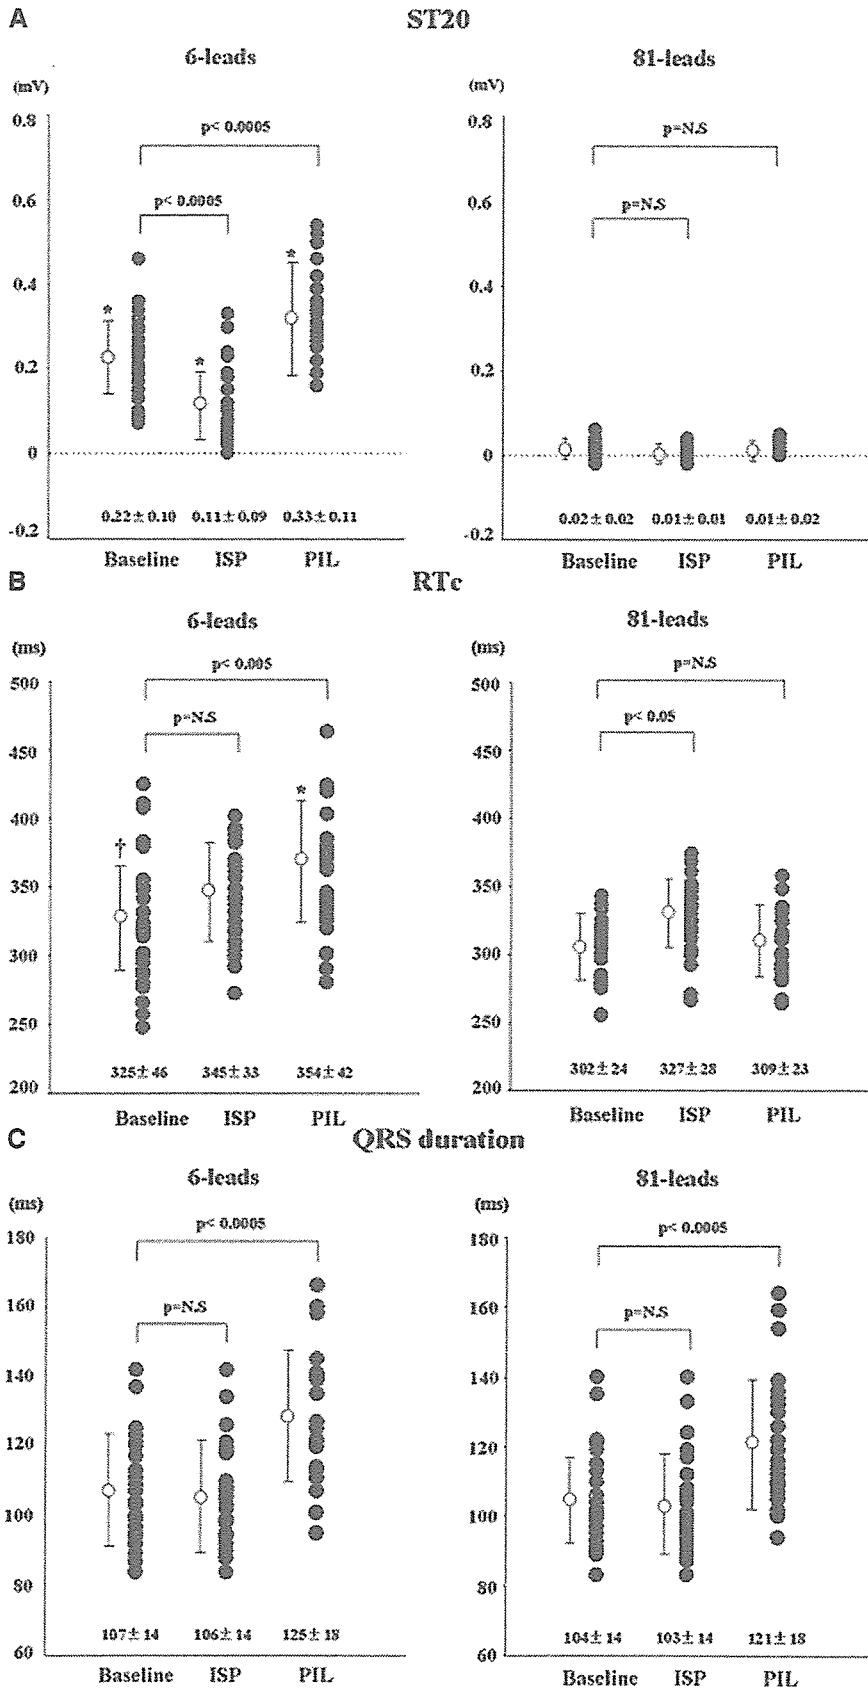 A ST20
6-leads 81-leads
(mV) (mV)
0.8 p< 0.0005 0.8 p=N.S
0.6 p< 0.0005 0.6 p=N.S
0.4 * 0.4
* *
0.2 0.2
0 0
0.22±0.10 0.11±0.09 0.33±0.11 0.02±0.02 0.01±0.01 0.01±0.02
-0.2 -0.2
Baseline ISP PIL Baseline ISP PIL
B RTc
6-leads 81-leads
(ms) (ms)
500 p< 0.005 500 p=N.S
p=N.S p< 0.05
450 450
400 * 400
†
350 350
300 300
250 250
325±46 345±33 354±42 302±24 327±28 309±23
200 200
Baseline ISP PIL Baseline ISP PIL
C QRS duration
6-leads 81-leads
(ms) (ms)
180 p< 0.0005 180 p< 0.0005
160 p=N.S 160 p=N.S
140 140
120 120
100 100
80 80
107±14 106±14 125±18 104±14 103±14 121±18
60 60
Baseline ISP PIL Baseline ISP PIL